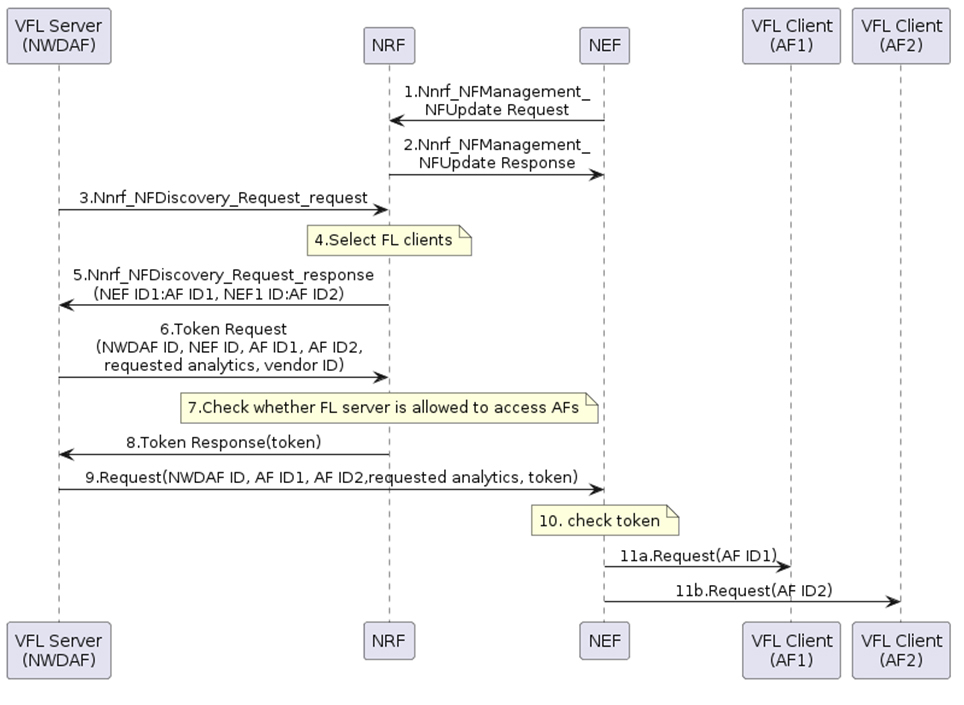 VFL Server
(NWDAF)
NRF
NEF
VFL Client
(AF1)
VFL Client
(AF2)
1.Nnrf_NFManagement_
NFUpdate Request
2.Nnrf_NFManagement_
NFUpdate Response
3.Nnrf_NFDiscovery_Request_request
4.Select FL clients
5.Nnrf_NFDiscovery_Request_response
(NEF ID1:AF ID1, NEF1 ID:AF ID2)
6.Token Request
(NWDAF ID, NEF ID, AF ID1, AF ID2,
requested analytics, vendor ID)
7.Check whether FL server is allowed to access AFs
8.Token Response(token)
9.Request(NWDAF ID, AF ID1, AF ID2,requested analytics, token)
10. check token
11a.Request(AF ID1)
11b.Request(AF ID2)
VFL Server
(NWDAF)
NRF
NEF
VFL Client
(AF1)
VFL Client
(AF2)